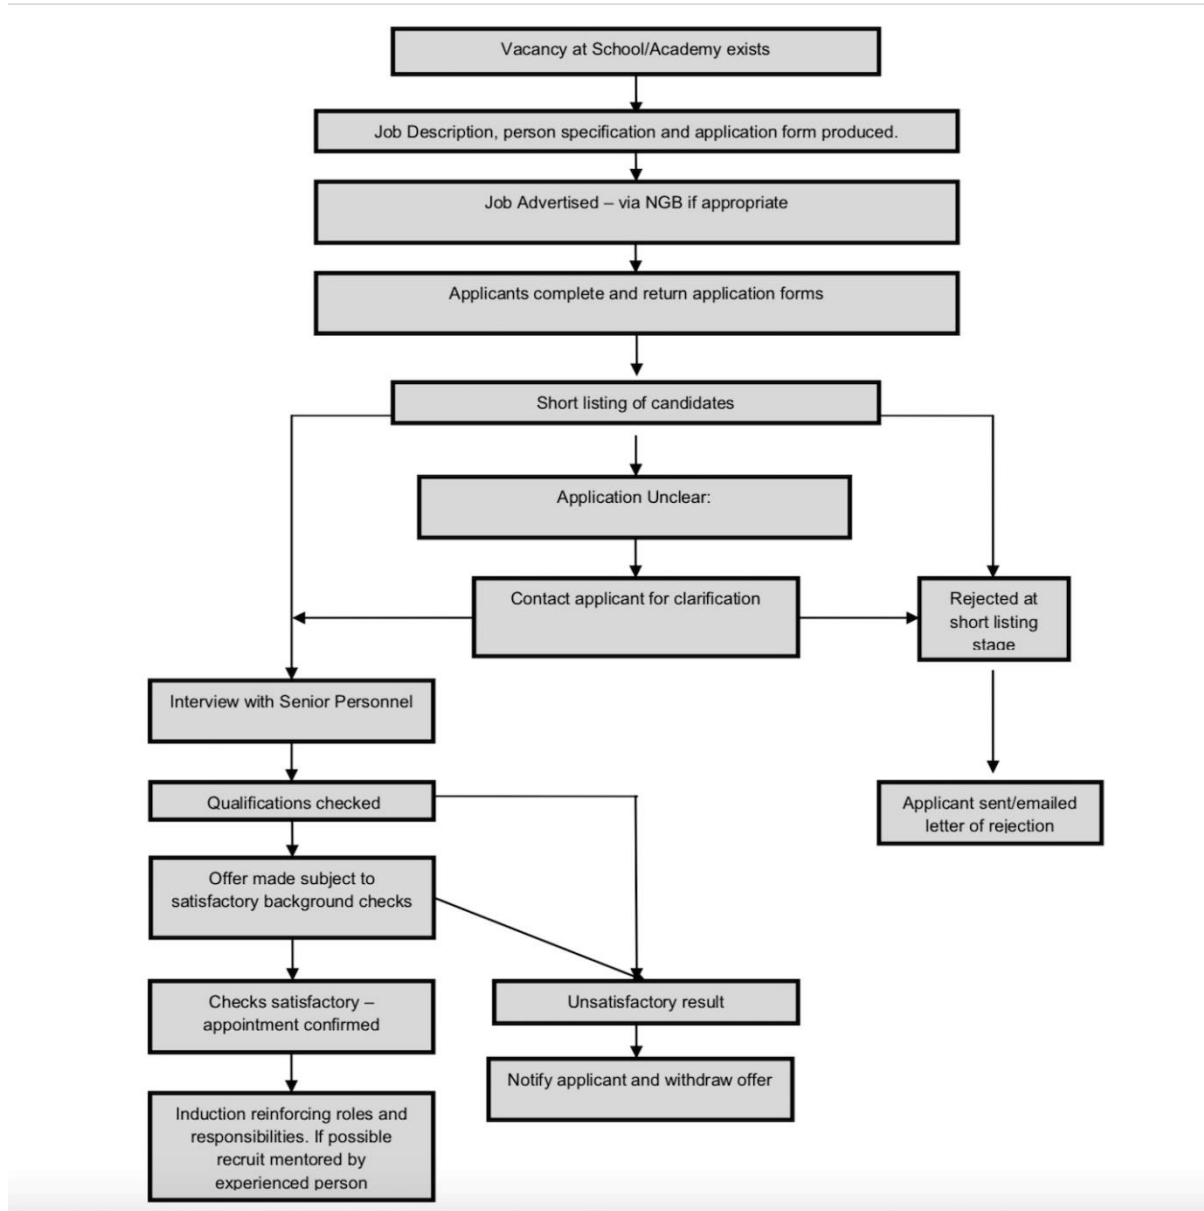 Vacancy at School/Academy exists
Job Description, person specification and application form produced.
Job Advertised – via NGB if appropriate
Applicants complete and return application forms
Short listing of candidates
Application Unclear:
Contact applicant for clarification
Rejected at
short listing
stage
Interview with Senior Personnel
Qualifications checked
Applicant sent/emailed
letter of rejection
Offer made subject to
satisfactory background checks
Checks satisfactory –
appointment confirmed
Unsatisfactory result
Notify applicant and withdraw offer
Induction reinforcing roles and
responsibilities. If possible
recruit mentored by
experienced person